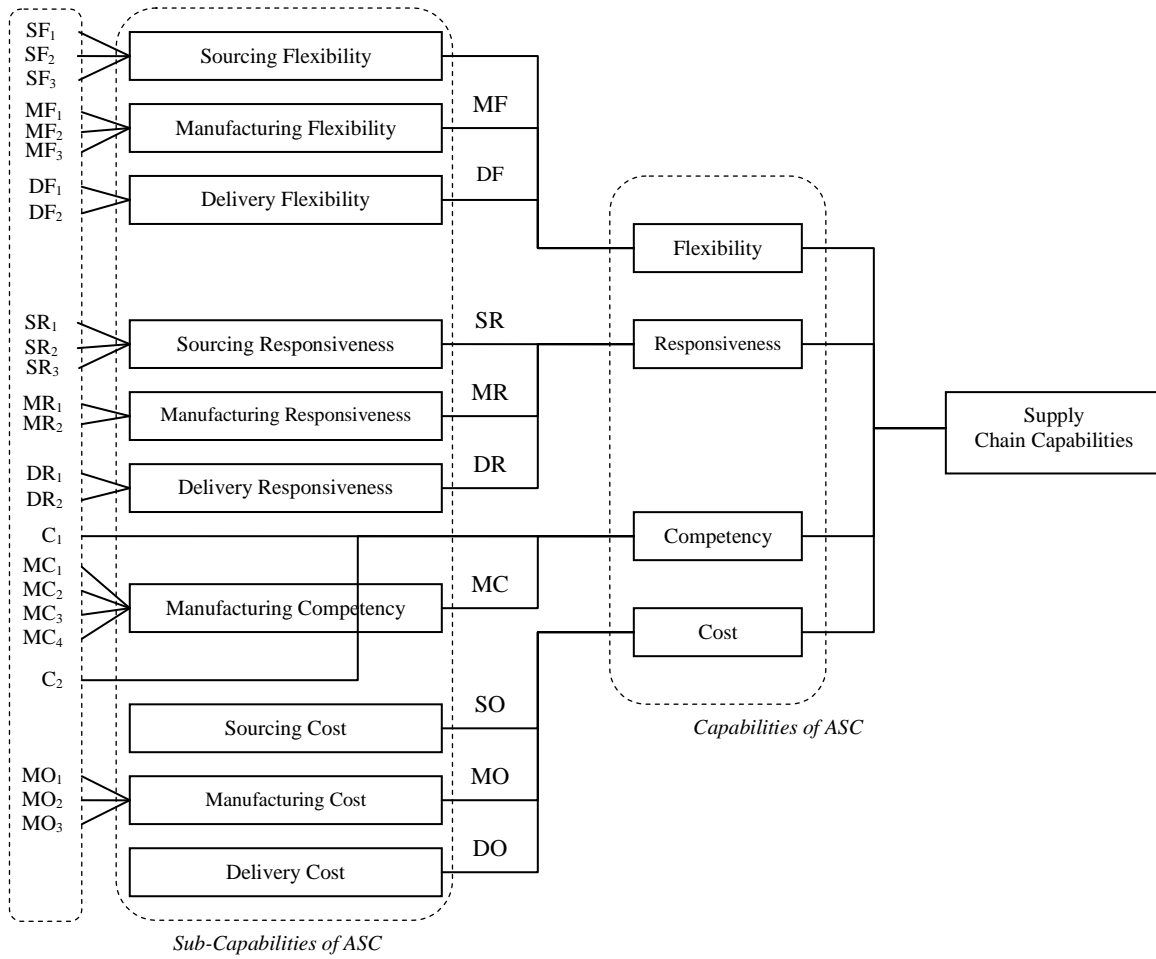 SF₁
SF₂
SF₃
Sourcing Flexibility
MF₁
MF₂
MF₃
Manufacturing Flexibility
MF
DF₁
DF₂
Delivery Flexibility
DF
Flexibility
SR₁
SR₂
SR₃
Sourcing Responsiveness
SR
Responsiveness
MR₁
MR₂
Manufacturing Responsiveness
MR
Supply
Chain Capabilities
DR₁
DR₂
Delivery Responsiveness
DR
C₁
Competency
MC₁
MC₂
MC₃
MC₄
Manufacturing Competency
MC
Cost
C₂
Sourcing Cost
SO
Capabilities of ASC
MO₁
MO₂
MO₃
Manufacturing Cost
MO
Delivery Cost
DO
Sub-Capabilities of ASC